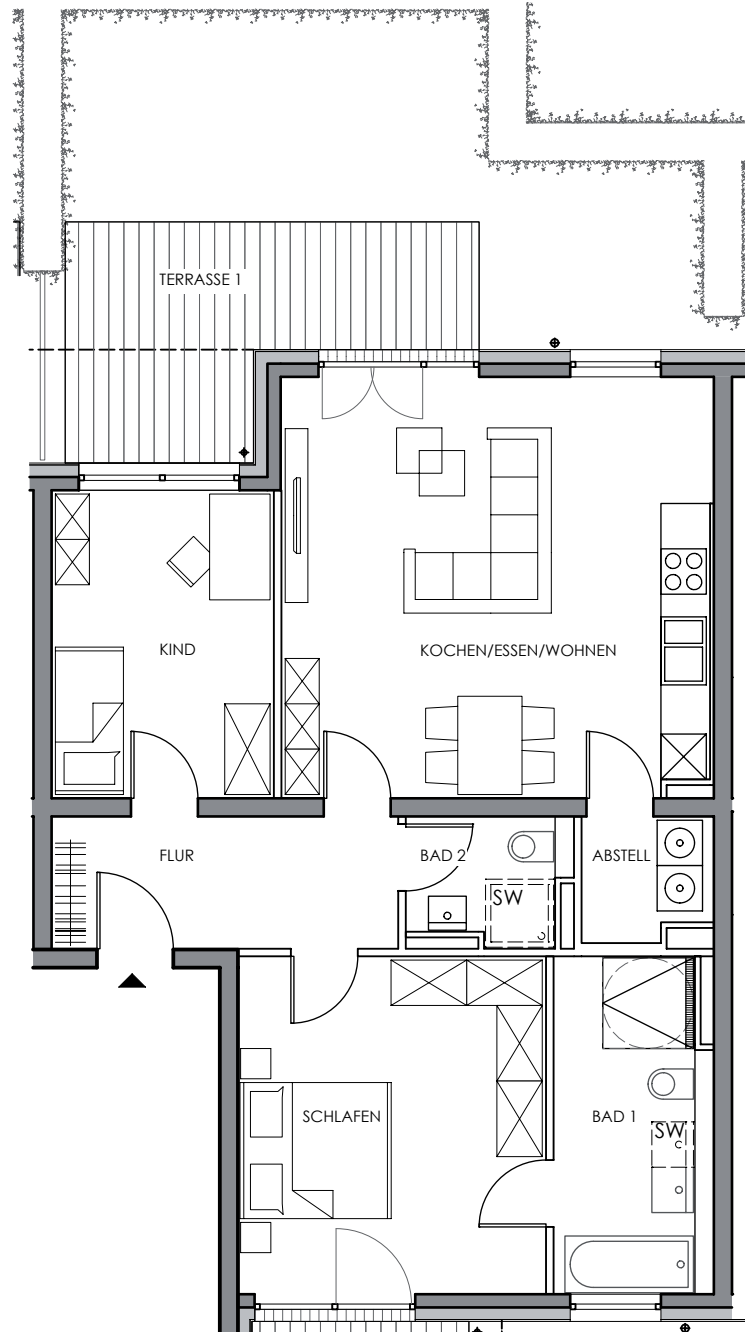 TERRASSE 1
KIND
KOCHEN/ESSEN/WOHNEN
FLUR
BAD 2
ABSTELL
SW
SCHLAFEN
BAD 1
SW